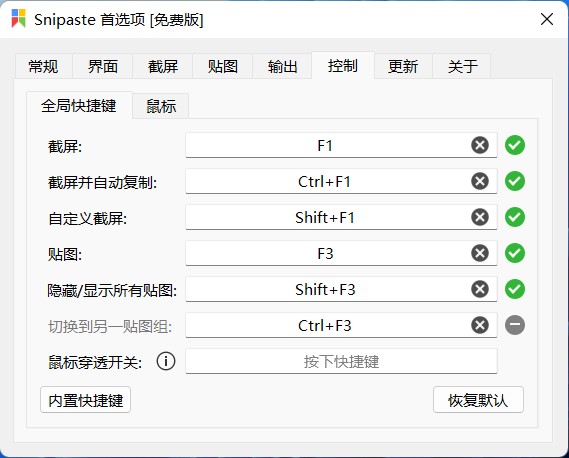 Snipaste 首选项 [免费版]
常规 界面 截屏 贴图 输出 控制 更新 关于
全局快捷键 鼠标
截屏: F1
截屏并自动复制: Ctrl+F1
自定义截屏: Shift+F1
贴图: F3
隐藏/显示所有贴图: Shift+F3
切换到另一贴图组: Ctrl+F3
鼠标穿透开关: 按下快捷键
内置快捷键 恢复默认